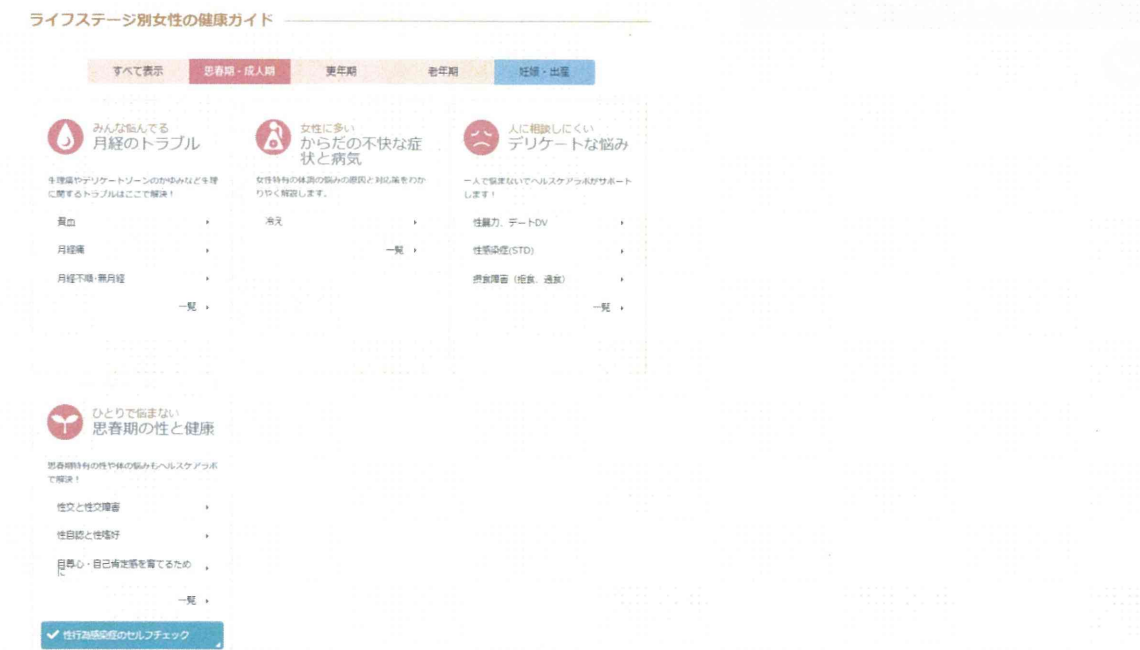 ライフステージ別女性の健康ガイド
すべて表示
思春期・成人期
更年期
老年期
妊娠・出産
みんな悩んでる
月経のトラブル
生理痛やデリケートゾーンのかゆみなど生理
に関するトラブルはここで解決！
貧血
月経痛
月経不順・無月経
一覧
女性に多い
からだの不快な症
状と病気
女性特有の体調の悩みの原因と対応策をわか
りやく解説します。
冷え
一覧
人に相談しにくい
デリケートな悩み
一人で悩まないでヘルスケアラボがサポート
します！
性暴力、デートDV
性感染症(STD)
摂食障害（拒食、過食）
一覧
ひとりで悩まない
思春期の性と健康
思春期特有の性や体の悩みもヘルスケアラボ
で解決！
性交と性交障害
性自認と性嗜好
自尊心・自己肯定感を育てるため
に
一覧
性行為感染症のセルフチェック